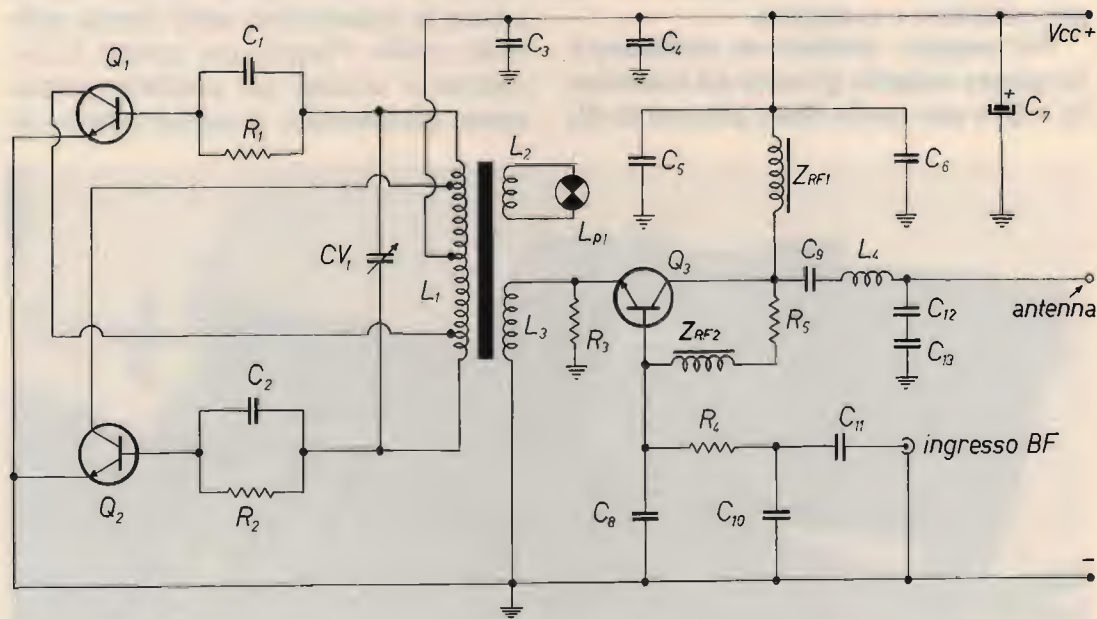 C1
Q1
R1
C3
C4
Vcc+
+
C7
L2
C5
ZRF1
C6
Lp1
CV1
L1
Q3
C9
L4
antenna
L3
R3
R5
C12
ZRF2
C13
C2
R4
C11
ingresso BF
Q2
R2
C8
C10
-